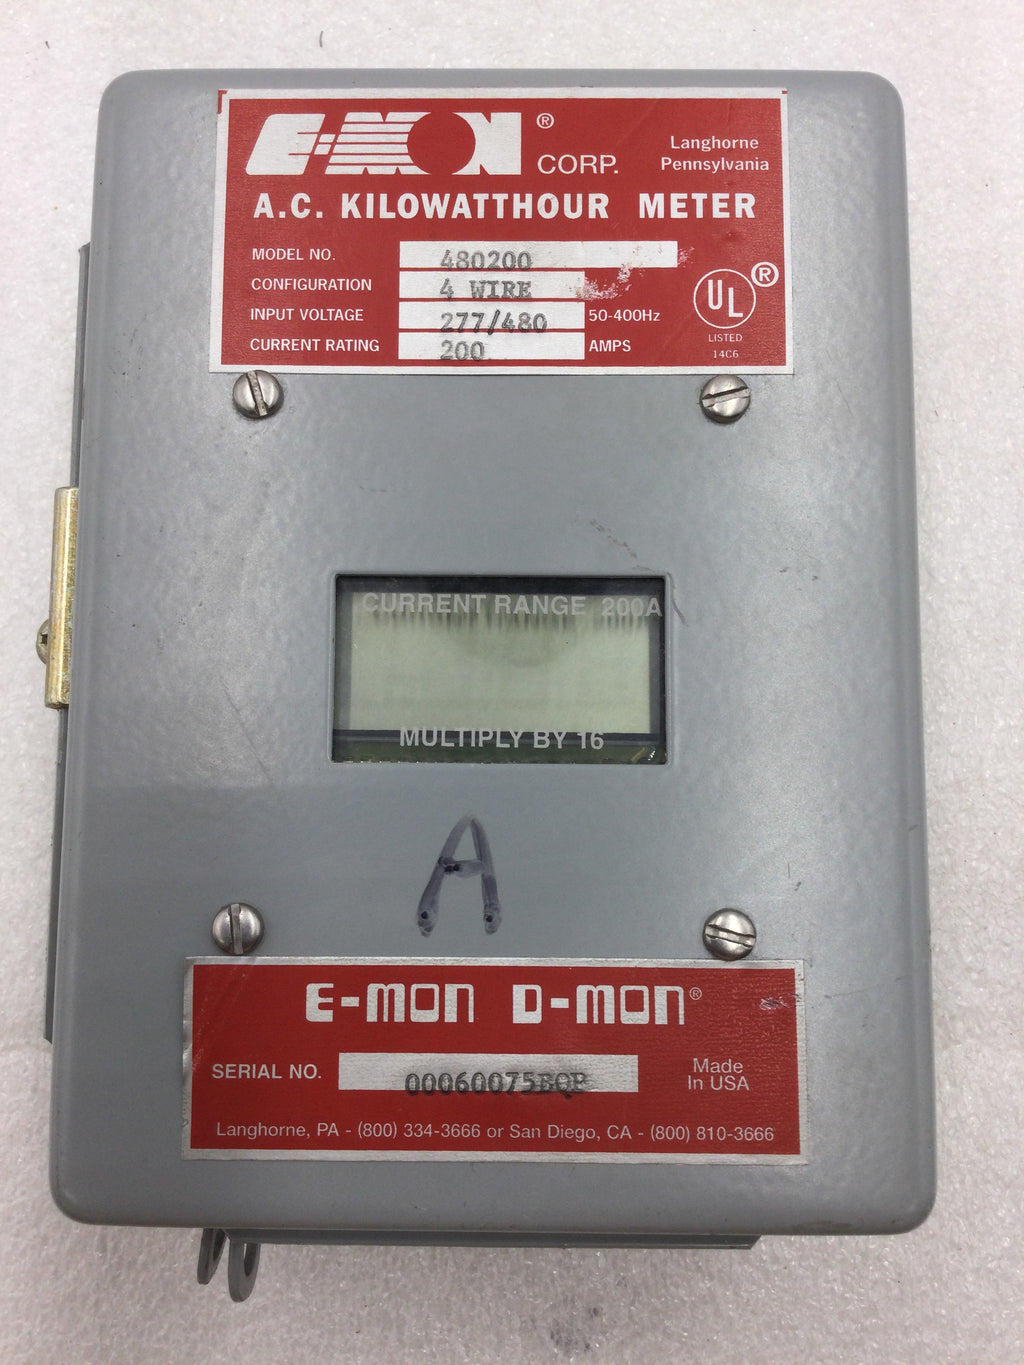 E-MON® CORP.
Langhorne
Pennsylvania
A.C. KILOWATTHOUR METER
MODEL NO. 480200
CONFIGURATION 4 WIRE
INPUT VOLTAGE 277/480 50-400Hz
CURRENT RATING 200 AMPS
UL®
LISTED
14C6
CURRENT RANGE 200A
MULTIPLY BY 16
A
E-MON D-MON®
SERIAL NO.
Made
In USA
Langhorne, PA - (800) 334-3666 or San Diego, CA - (800) 810-3666